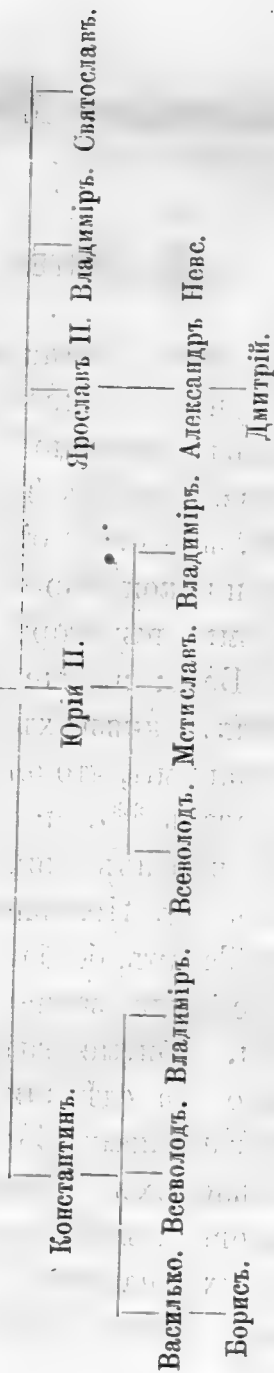 Константинъ. Юрій II. Ярославъ II. Владиміръ. Святославъ.
Василько. Всеволодъ. Владиміръ. Всеволодъ. Мстиславъ. Владиміръ. Александръ Невс.
Борисъ. Дмитрій.